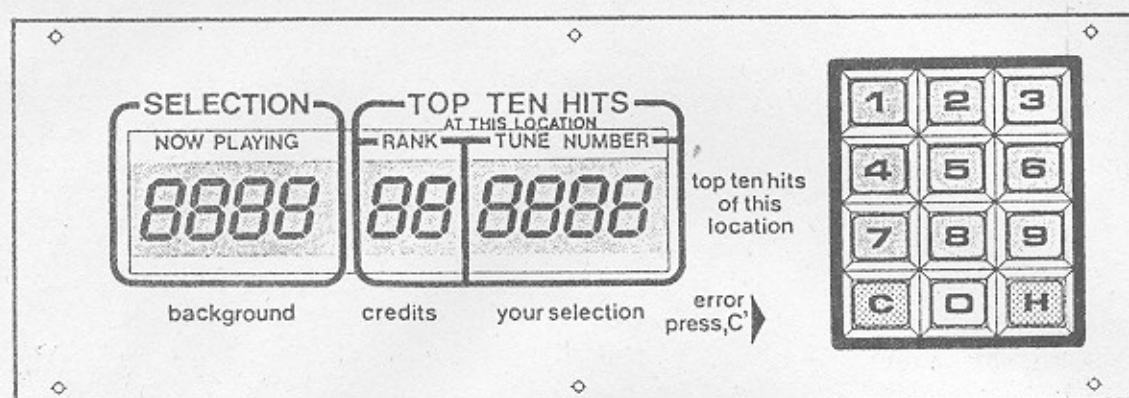 SELECTION
NOW PLAYING
8888
background
TOP TEN HITS
AT THIS LOCATION
RANK TUNE NUMBER
88 8888
credits your selection
top ten hits
of this
location
error
press‚C’
1 2 3
4 5 6
7 8 9
C 0 H